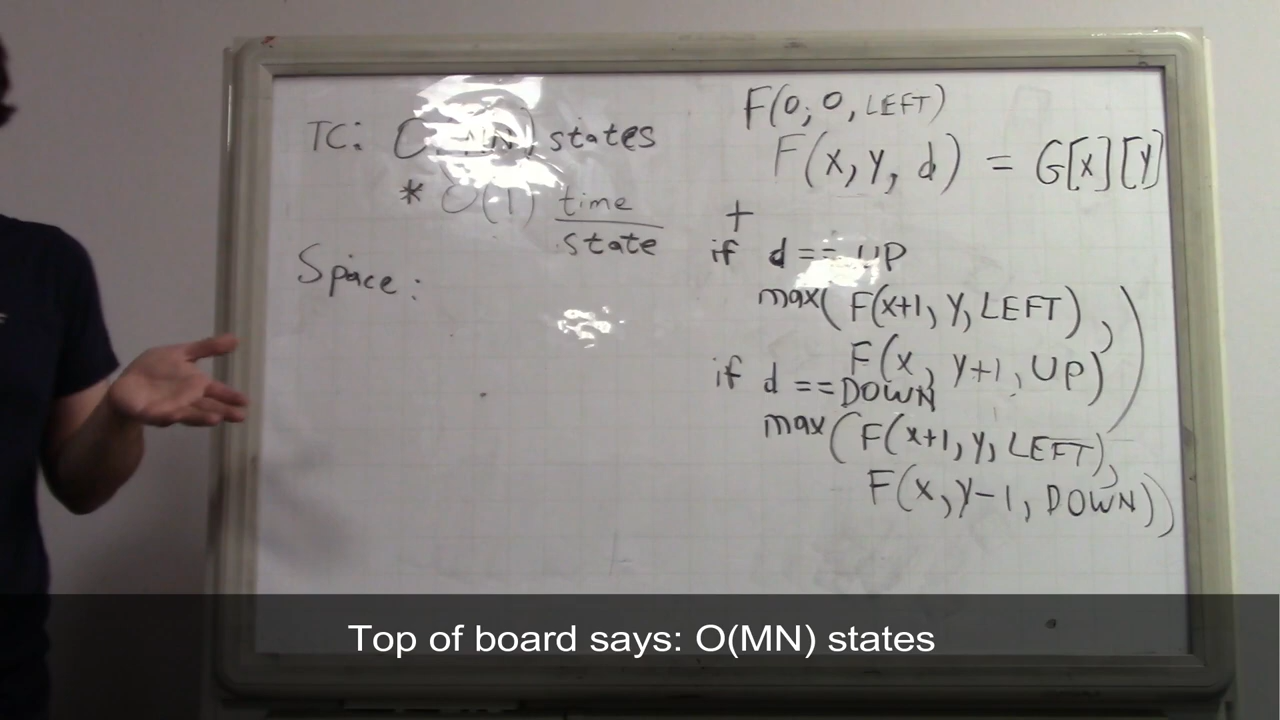 TC: O(MN) states
* O(1) time
state
Space:
F(0, 0, LEFT)
F(x, y, d) = G[x][y]
+
if d == UP
max(F(x+1, y, LEFT),
F(x, y+1, UP))
if d == DOWN
max(F(x+1, y, LEFT),
F(x, y-1, DOWN))
Top of board says: O(MN) states